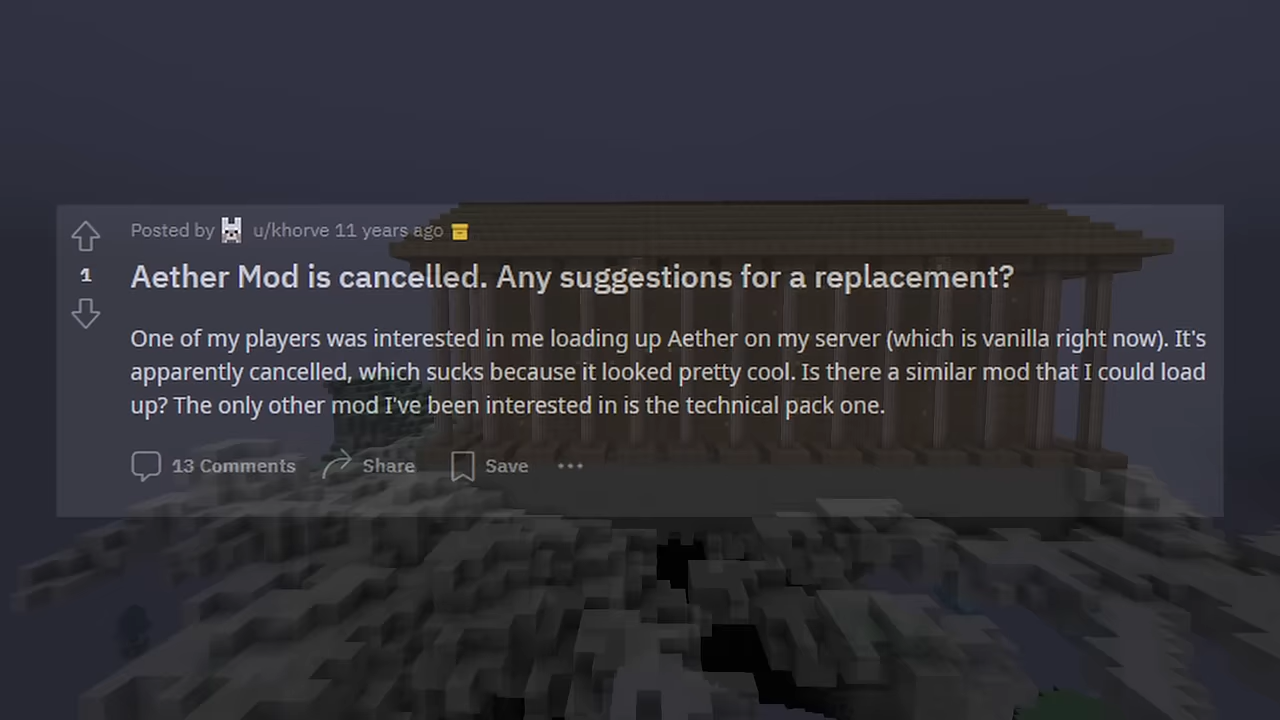 Posted by u/khorve 11 years ago
1
Aether Mod is cancelled. Any suggestions for a replacement?
One of my players was interested in me loading up Aether on my server (which is vanilla right now). It's
apparently cancelled, which sucks because it looked pretty cool. Is there a similar mod that I could load
up? The only other mod I've been interested in is the technical pack one.
13 Comments Share Save